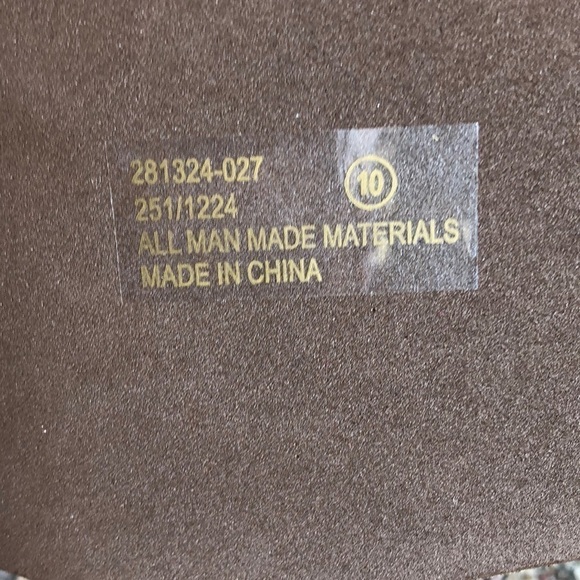 281324-027 10
251/1224
ALL MAN MADE MATERIALS
MADE IN CHINA